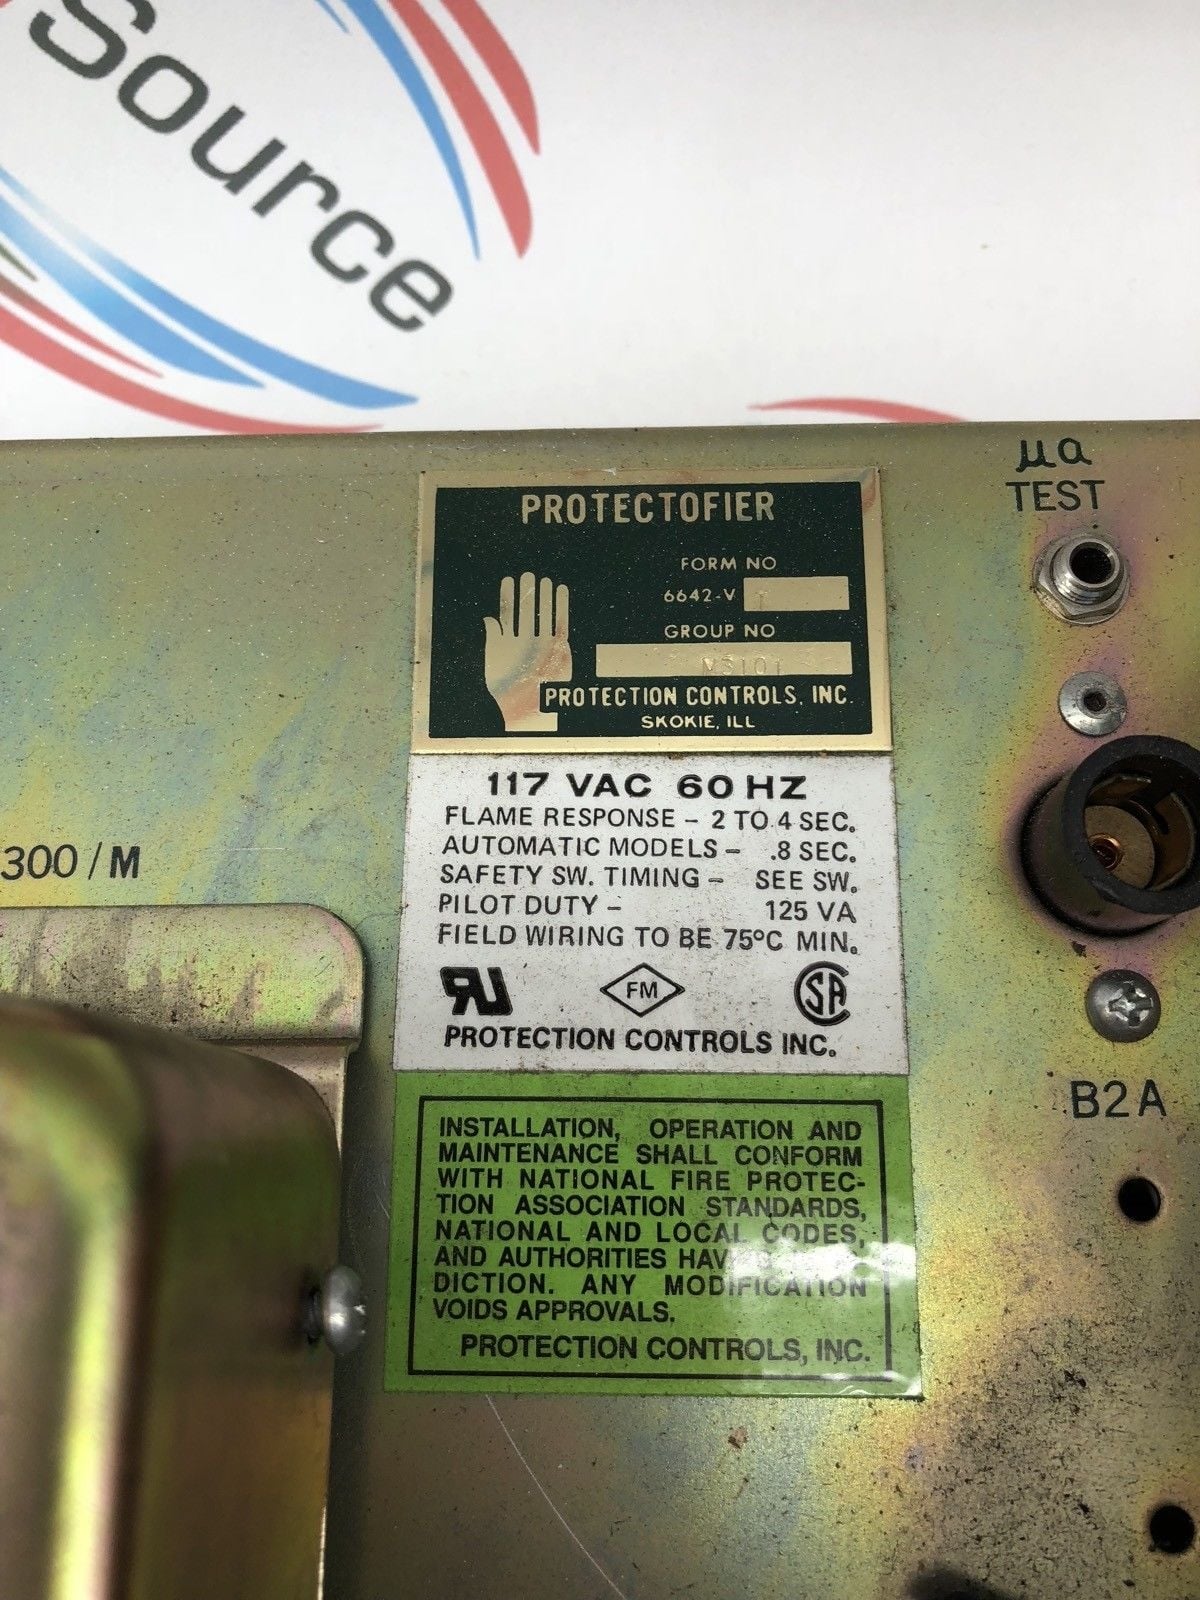 Source
µa
TEST
PROTECTOFIER
FORM NO
6642-V
GROUP NO
MS101
PROTECTION CONTROLS, INC.
SKOKIE, ILL
117 VAC 60 HZ
FLAME RESPONSE - 2 TO 4 SEC.
AUTOMATIC MODELS - .8 SEC.
SAFETY SW. TIMING - SEE SW.
PILOT DUTY - 125 VA
FIELD WIRING TO BE 75°C MIN.
RU FM SA
PROTECTION CONTROLS INC.
300/M
B2A
INSTALLATION, OPERATION AND
MAINTENANCE SHALL CONFORM
WITH NATIONAL FIRE PROTEC-
TION ASSOCIATION STANDARDS,
NATIONAL AND LOCAL CODES,
AND AUTHORITIES HAV
DICTION. ANY MODIFICATION
VOIDS APPROVALS.
PROTECTION CONTROLS, INC.